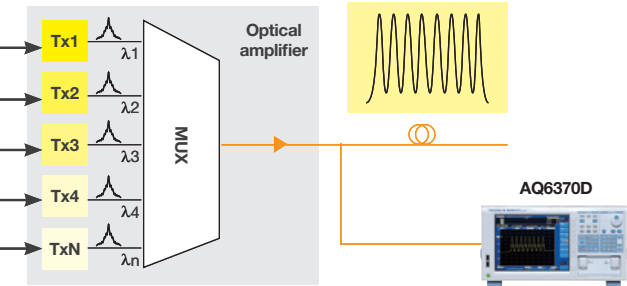 Optical
amplifier
Tx1
λ1
Tx2
λ2
Tx3
λ3
Tx4
λ4
TxN
λn
MUX
AQ6370D